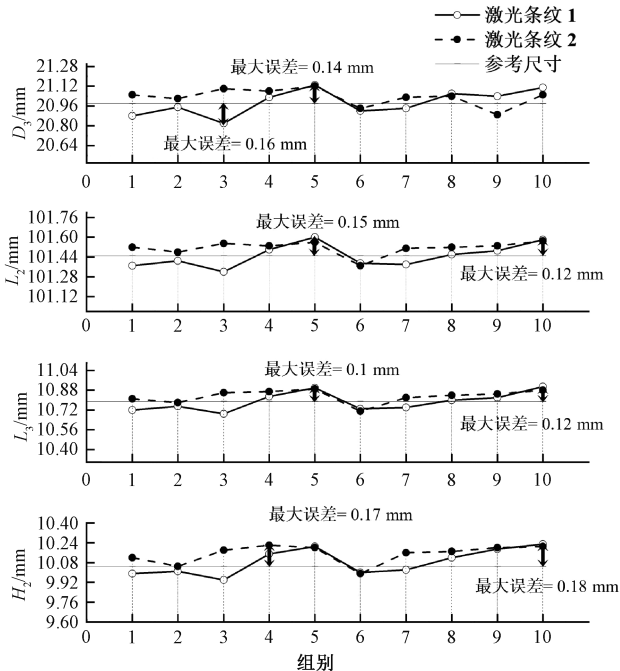 激光条纹 1
激光条纹 2
参考尺寸
最大误差= 0.14 mm
21.28
21.12
20.96
20.80
20.64
D3/mm
最大误差= 0.16 mm
0 1 2 3 4 5 6 7 8 9 10
最大误差= 0.15 mm
101.76
101.60
101.44
101.28
101.12
L2/mm
最大误差= 0.12 mm
0 1 2 3 4 5 6 7 8 9 10
最大误差= 0.1 mm
11.04
10.88
10.72
10.56
10.40
L3/mm
最大误差= 0.12 mm
0 1 2 3 4 5 6 7 8 9 10
最大误差= 0.17 mm
10.40
10.24
10.08
9.92
9.76
9.60
H2/mm
最大误差= 0.18 mm
0 1 2 3 4 5 6 7 8 9 10
组别